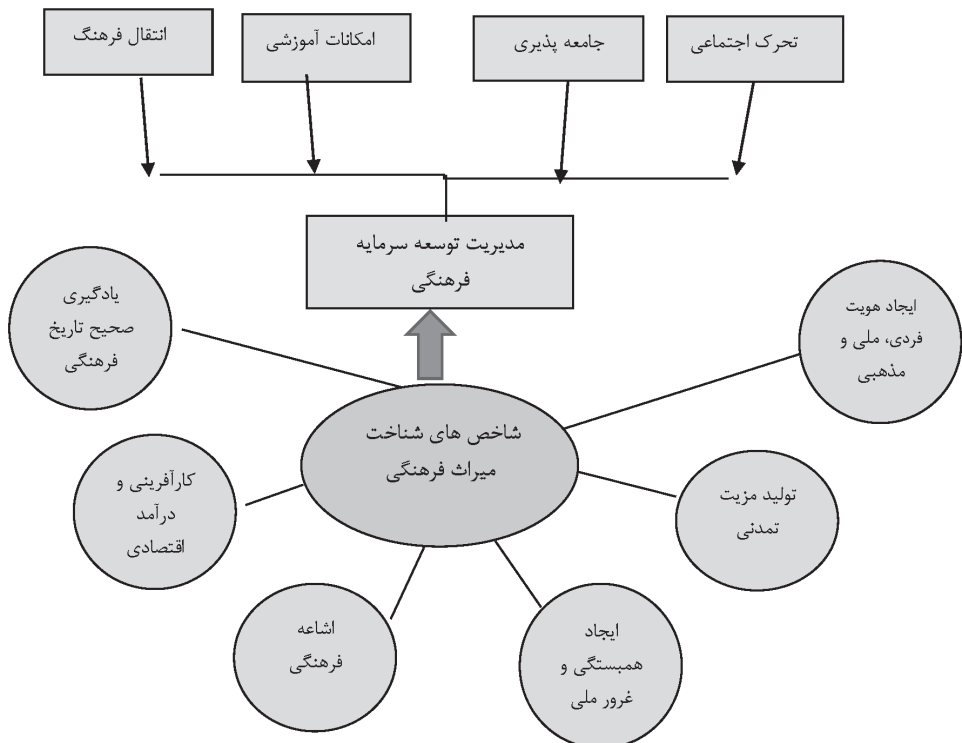 تحرک اجتماعی
جامعه پذیری
امکانات آموزشی
انتقال فرهنگ
مدیریت توسعه سرمایه
فرهنگی
ایجاد هویت
فردی، ملی و
مذهبی
یادگیری
صحیح تاریخ
فرهنگی
شاخص های شناخت
میراث فرهنگی
تولید مزیت
تمدنی
کارآفرینی و
درآمد
اقتصادی
ایجاد
همبستگی و
غرور ملی
اشاعه
فرهنگی